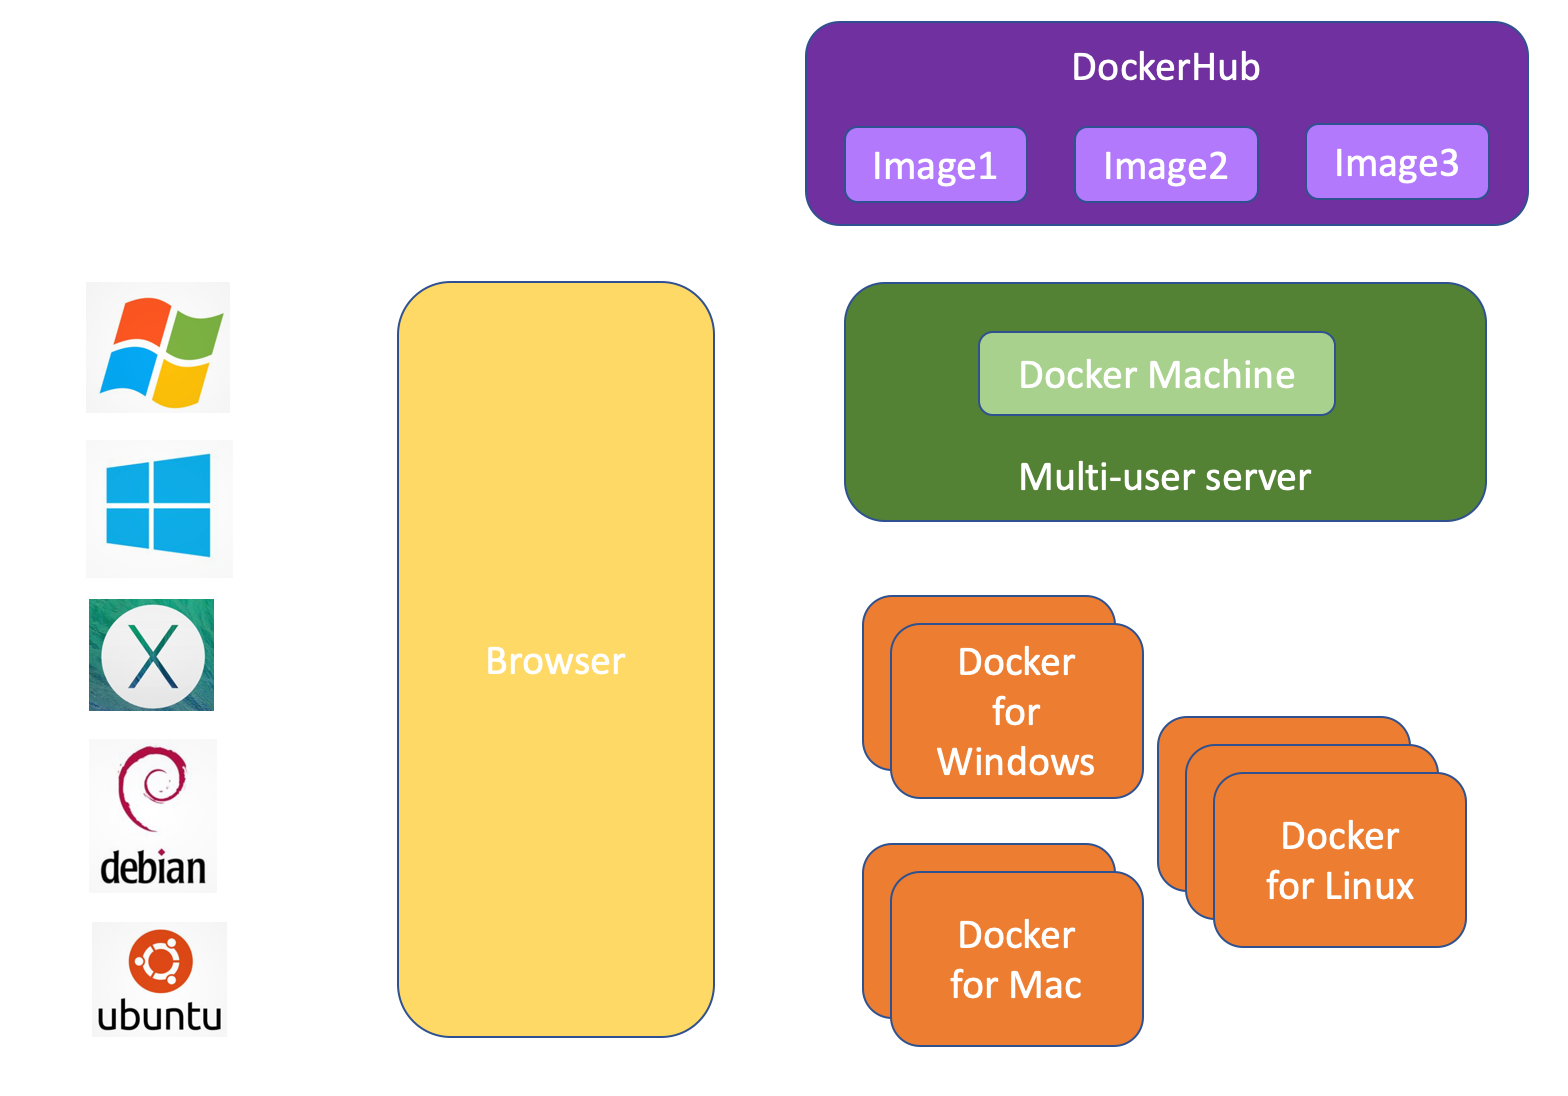 DockerHub
Image1
Image2
Image3
Docker Machine
Multi-user server
Browser
debian
ubuntu
Docker
for
Windows
Docker
for Linux
Docker
for Mac